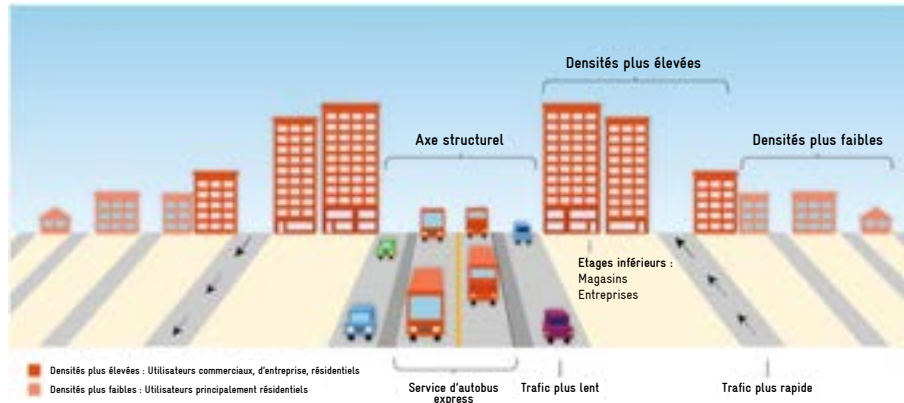 Densités plus élevées
Axe structurel
Densités plus faibles
Etages inférieurs :
Magasins
Entreprises
Densités plus élevées : Utilisateurs commerciaux, d'entreprise, résidentiels
Densités plus faibles : Utilisateurs principalement résidentiels
Service d'autobus
express
Trafic plus lent
Trafic plus rapide